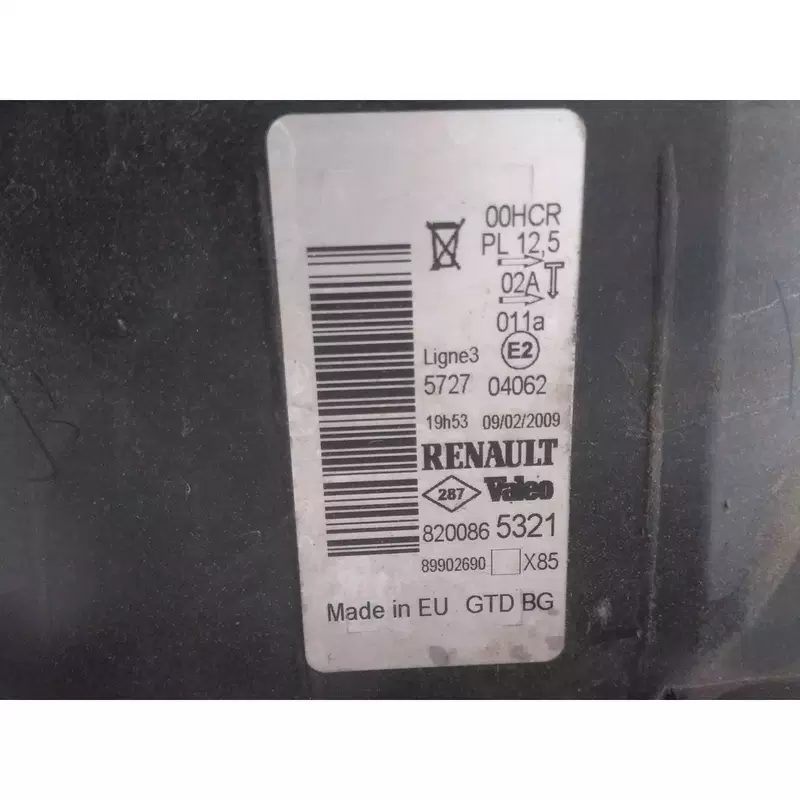 00HCR
PL 12,5
02A
011a
Ligne3 E2
5727 04062
19h53 09/02/2009
RENAULT
287 Valeo
820086 5321
89902690 X85
Made in EU GTD BG